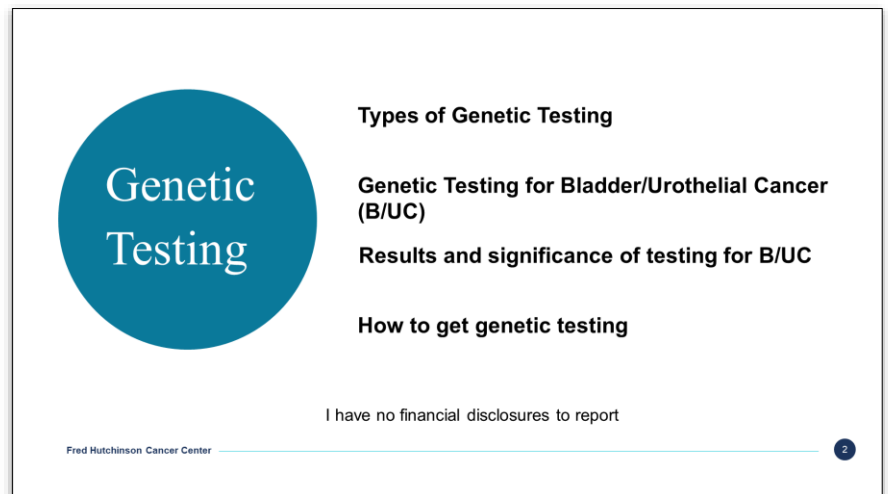 Genetic
Testing
Types of Genetic Testing
Genetic Testing for Bladder/Urothelial Cancer
(B/UC)
Results and significance of testing for B/UC
How to get genetic testing
I have no financial disclosures to report
Fred Hutchinson Cancer Center
2